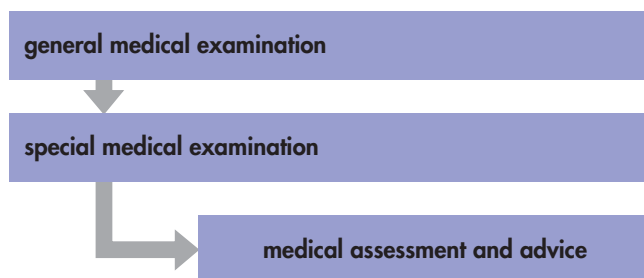 general medical examination
special medical examination
medical assessment and advice